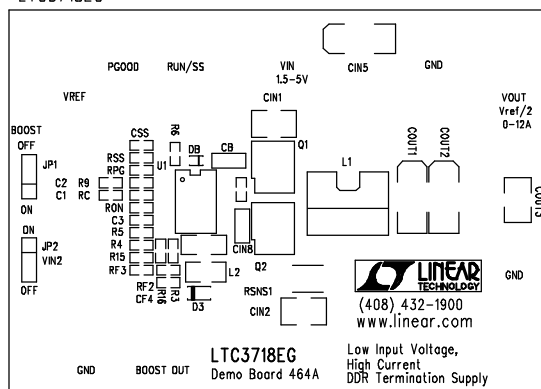 PGOOD
RUN/SS
VIN
1.5-5V
CIN5
GND
VREF
CIN1
VOUT
Vref/2
0-12A
BOOST
OFF
JP1
ON
CSS
RSS
RPG
C2
R9
C1
RC
RON
C3
R5
R4
R15
RF3
U1
R6
DB
CB
Q1
L1
COUT1
COUT2
COUT3
ON
JP2
VIN2
OFF
CIN8
Q2
L2
RF2
CF4
R16
R3
D3
RSNS1
CIN2
LINEAR
TECHNOLOGY
(408) 432-1900
www.linear.com
GND
GND
BOOST OUT
LTC3718EG
Demo Board 464A
Low Input Voltage,
High Current
DDR Termination Supply